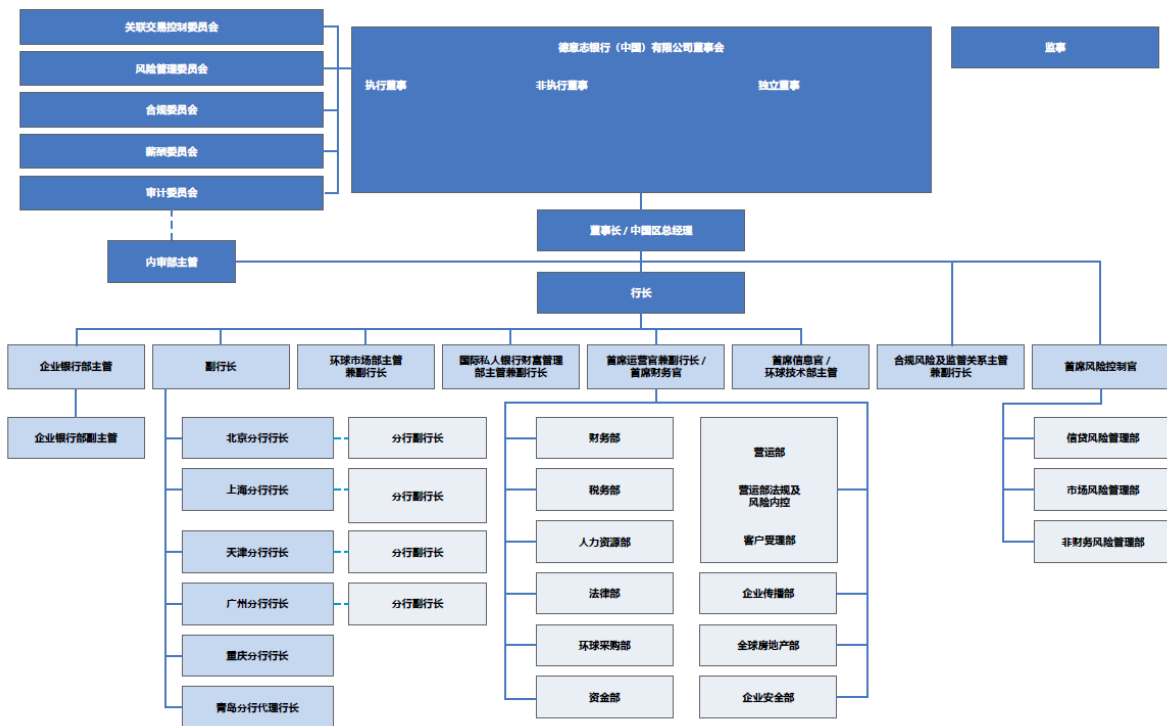 关联交易控制委员会
风险管理委员会
合规委员会
薪酬委员会
审计委员会
内审部主管
德意志银行（中国）有限公司董事会
执行董事
非执行董事
独立董事
监事
董事长 / 中国区总经理
行长
企业银行部主管
副行长
环球市场部主管
兼副行长
国际私人银行财富管理
部主管兼副行长
首席运营官兼副行长 /
首席财务官
首席信息官 /
环球技术部主管
合规风险及监管关系主管
兼副行长
首席风险控制官
企业银行部副主管
北京分行行长
分行副行长
上海分行行长
分行副行长
天津分行行长
分行副行长
广州分行行长
分行副行长
重庆分行行长
青岛分行代理行长
财务部
税务部
人力资源部
法律部
环球采购部
资金部
营运部
营运部法规及
风险内控
客户受理部
企业传播部
全球房地产部
企业安全部
信贷风险管理部
市场风险管理部
非财务风险管理部